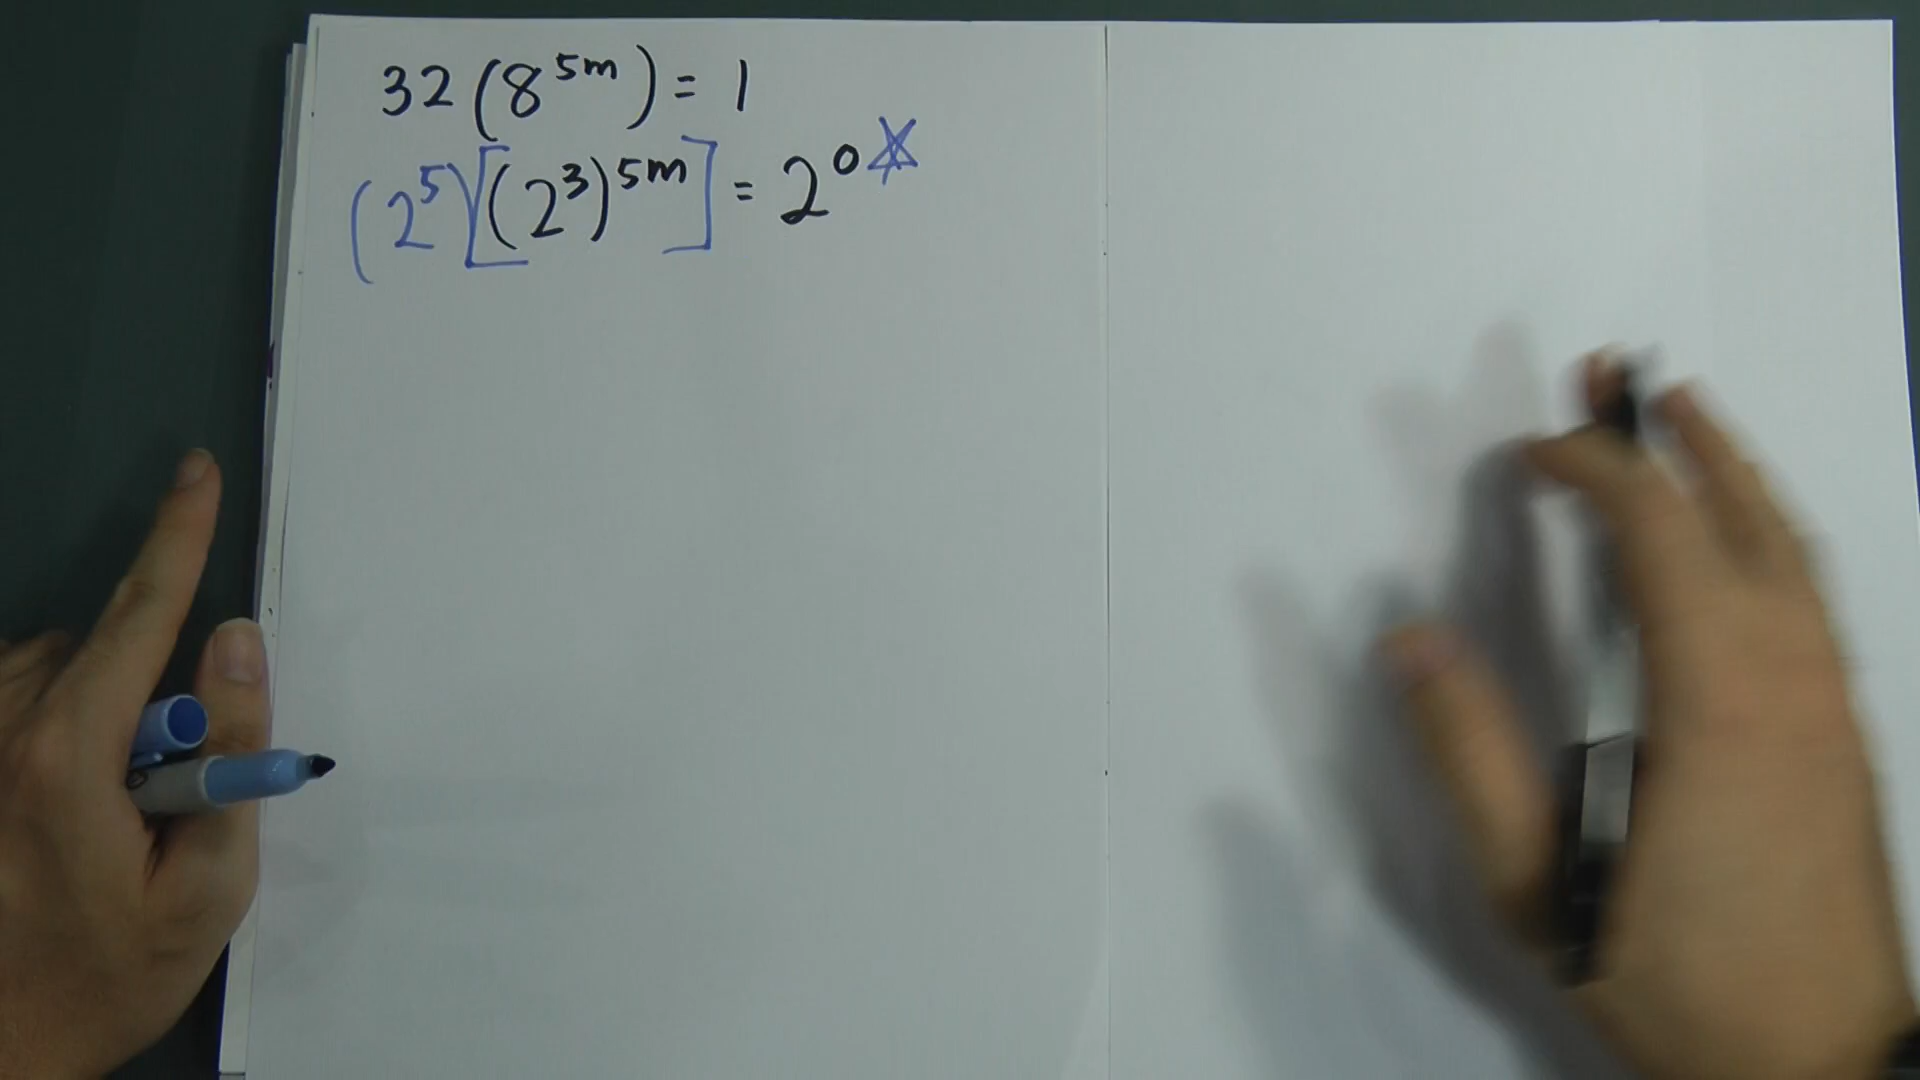 32(8^{5m}) = 1
(2^5)[(2^3)^{5m}] = 2^0 ☆